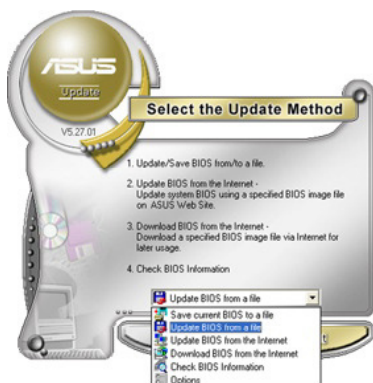 ASUS
Update
V5.27.01
Select the Update Method
1. Update/Save BIOS from/to a file.
2. Update BIOS from the Internet -
Update system BIOS using a specified BIOS image file
on ASUS Web Site.
3. Download BIOS from the Internet -
Download a specified BIOS image file via Internet for
later usage.
4. Check BIOS Information
Update BIOS from a file
Save current BIOS to a file
Update BIOS from a file
Update BIOS from the Internet
Download BIOS from the Internet
Check BIOS Information
Options